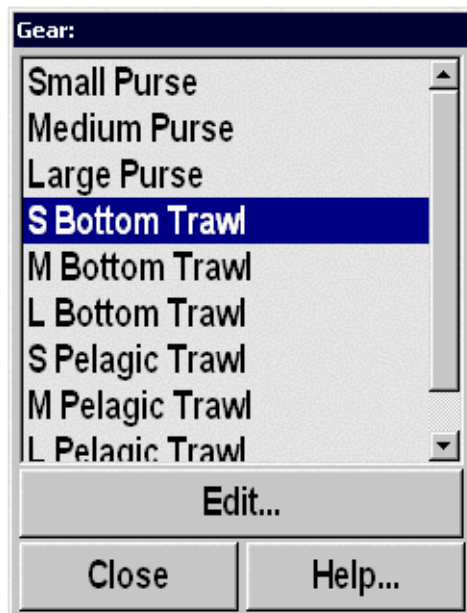 Gear:
Small Purse
Medium Purse
Large Purse
S Bottom Trawl
M Bottom Trawl
L Bottom Trawl
S Pelagic Trawl
M Pelagic Trawl
L Pelagic Trawl
Edit...
Close Help...